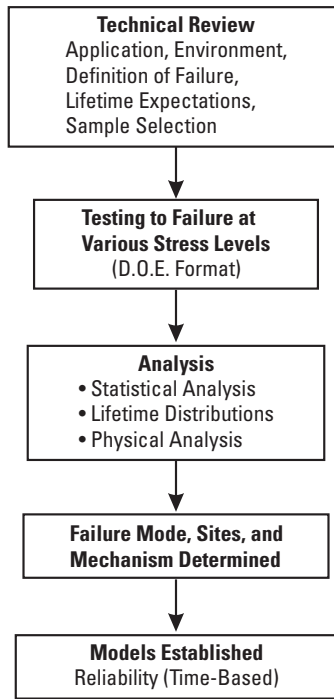 Technical Review
Application, Environment,
Definition of Failure,
Lifetime Expectations,
Sample Selection
Testing to Failure at
Various Stress Levels
(D.O.E. Format)
Analysis
• Statistical Analysis
• Lifetime Distributions
• Physical Analysis
Failure Mode, Sites, and
Mechanism Determined
Models Established
Reliability (Time-Based)